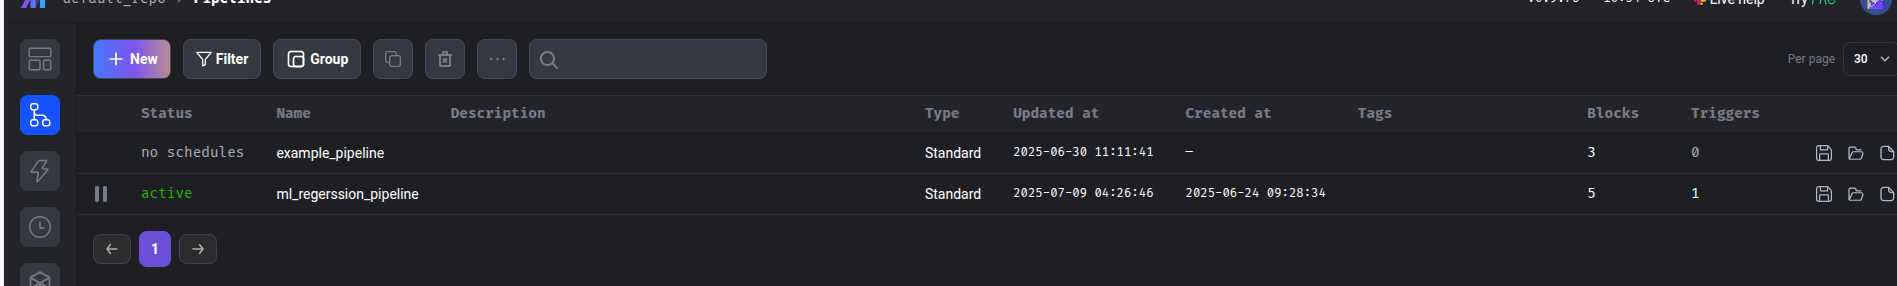 Pipelines
Live help Try PRO
+ New Filter Group ... Per page 30
Status Name Description Type Updated at Created at Tags Blocks Triggers
no schedules example_pipeline Standard 2025-06-30 11:11:41 — 3 0
active ml_regerssion_pipeline Standard 2025-07-09 04:26:46 2025-06-24 09:28:34 5 1
← 1 →